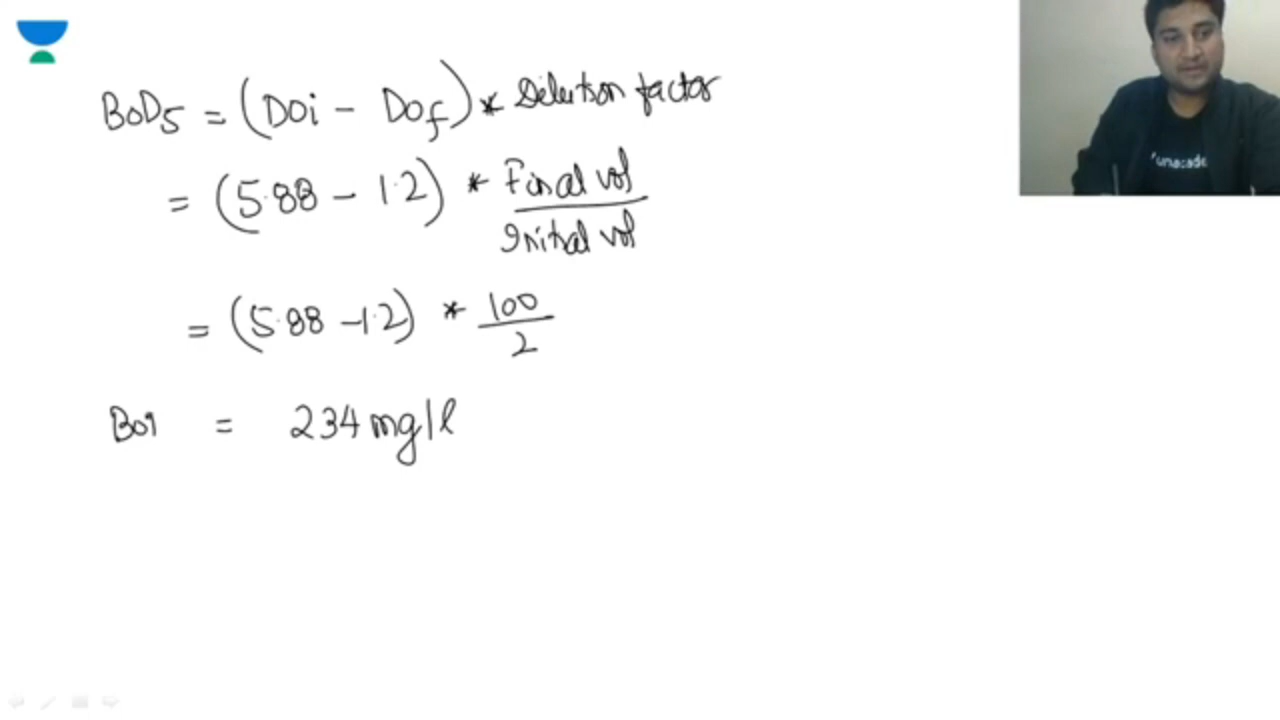 BOD5 = (DOi - DOf) * Dilution factor
= (5.88 - 1.2) * Final vol / Initial vol
= (5.88 - 1.2) * 100 / 2
= 234 mg/l
unacade